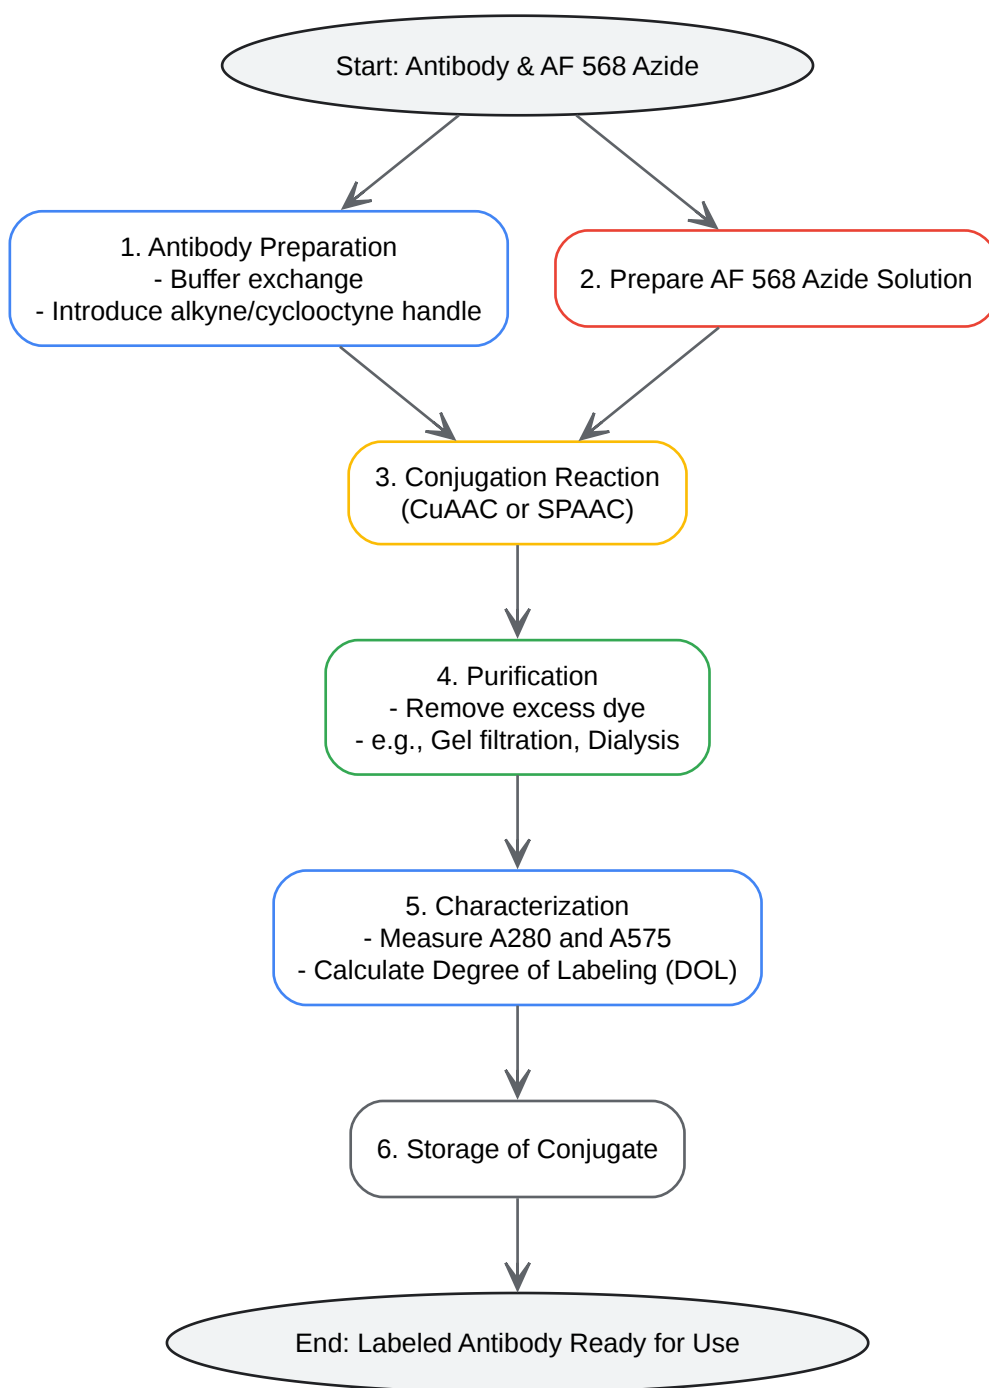 Start: Antibody & AF 568 Azide
1. Antibody Preparation
- Buffer exchange
- Introduce alkyne/cyclooctyne handle
2. Prepare AF 568 Azide Solution
3. Conjugation Reaction
(CuAAC or SPAAC)
4. Purification
- Remove excess dye
- e.g., Gel filtration, Dialysis
5. Characterization
- Measure A280 and A575
- Calculate Degree of Labeling (DOL)
6. Storage of Conjugate
End: Labeled Antibody Ready for Use